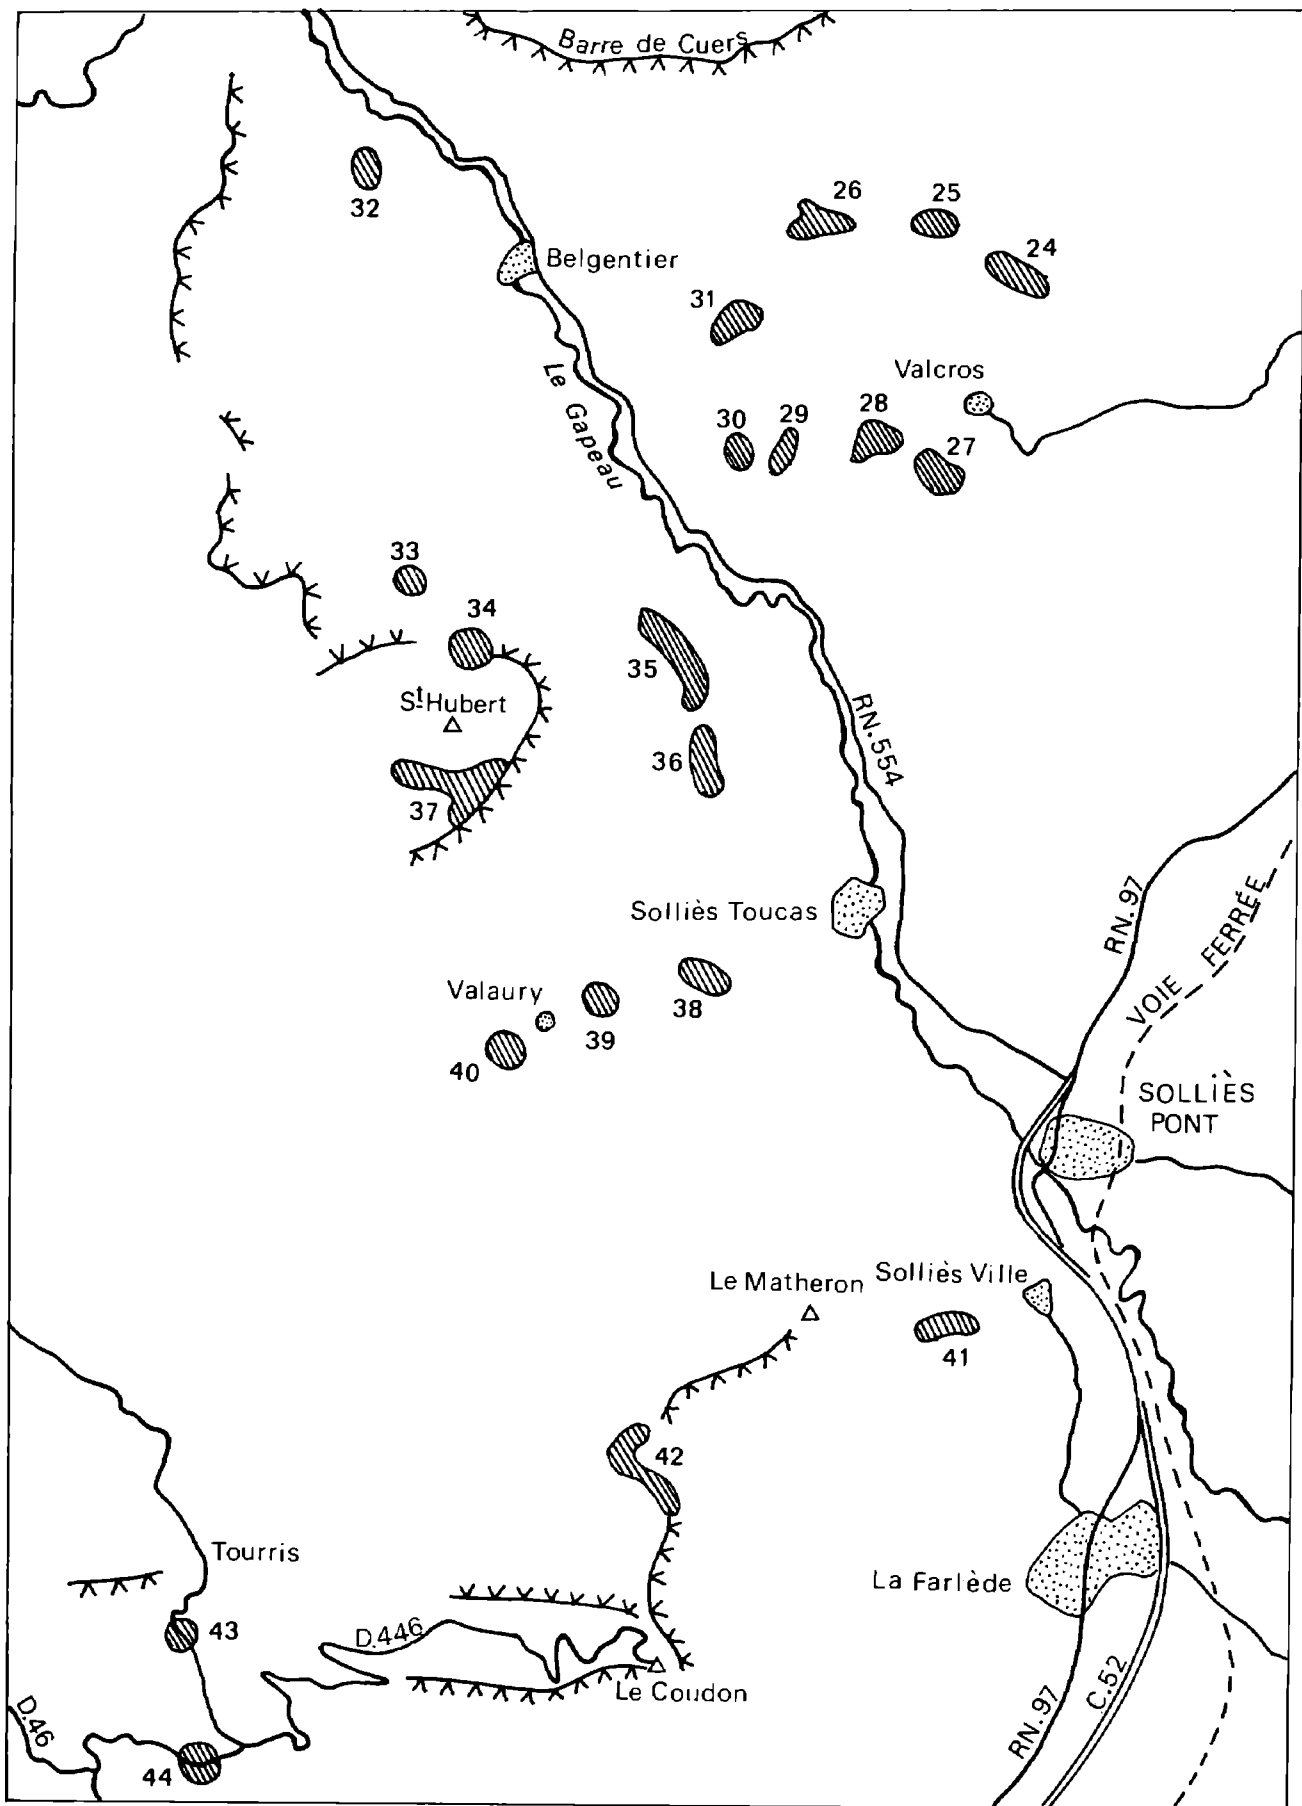 Barre de Cuers
32
26
25
24
Belgentier
31
Valcros
Le Gapeau
30
29
28
27
33
34
35
St Hubert
36
RN.554
37
Solliès Toucas
RN.97
VOIE FERRÉE
Valaury
38
39
40
SOLLIÈS
PONT
Le Matheron
Solliès Ville
41
42
Tourris
La Farlède
43
D.446
Le Coudon
C.52
RN.97
D.46
44